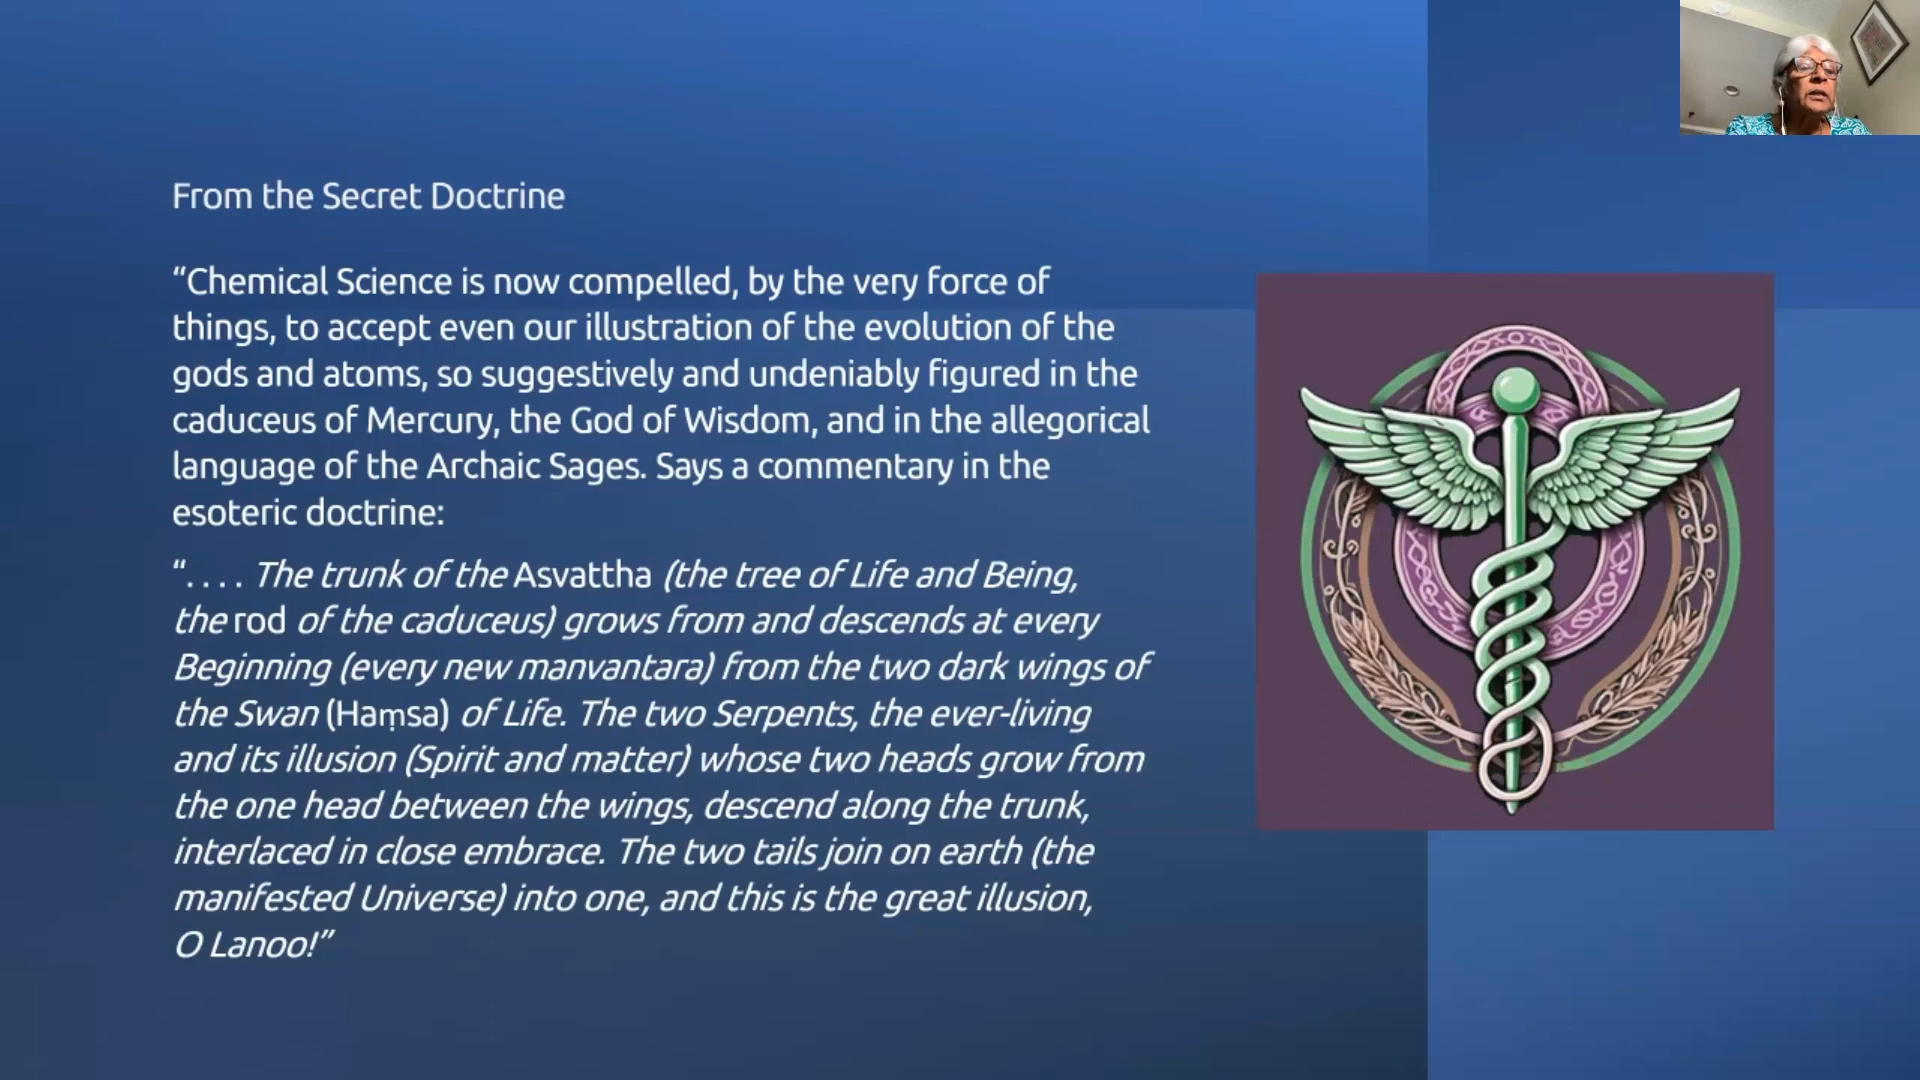 From the Secret Doctrine
“Chemical Science is now compelled, by the very force of
things, to accept even our illustration of the evolution of the
gods and atoms, so suggestively and undeniably figured in the
caduceus of Mercury, the God of Wisdom, and in the allegorical
language of the Archaic Sages. Says a commentary in the
esoteric doctrine:
“. . . . The trunk of the Asvattha (the tree of Life and Being,
the rod of the caduceus) grows from and descends at every
Beginning (every new manvantara) from the two dark wings of
the Swan (Haṃsa) of Life. The two Serpents, the ever-living
and its illusion (Spirit and matter) whose two heads grow from
the one head between the wings, descend along the trunk,
interlaced in close embrace. The two tails join on earth (the
manifested Universe) into one, and this is the great illusion,
O Lanoo!”